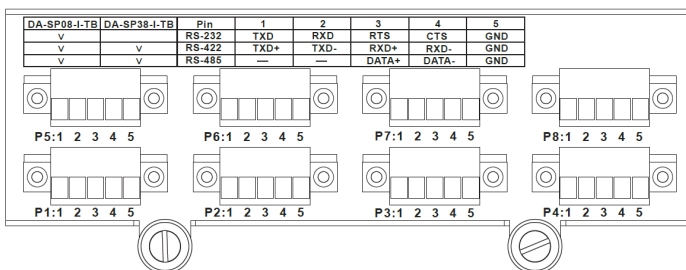 DA-SP08-I-TB DA-SP38-I-TB Pin 1 2 3 4 5
V RS-232 TXD RXD RTS CTS GND
V V RS-422 TXD+ TXD- RXD+ RXD- GND
V V RS-485 — — DATA+ DATA- GND
P5:1 2 3 4 5 P6:1 2 3 4 5 P7:1 2 3 4 5 P8:1 2 3 4 5
P1:1 2 3 4 5 P2:1 2 3 4 5 P3:1 2 3 4 5 P4:1 2 3 4 5